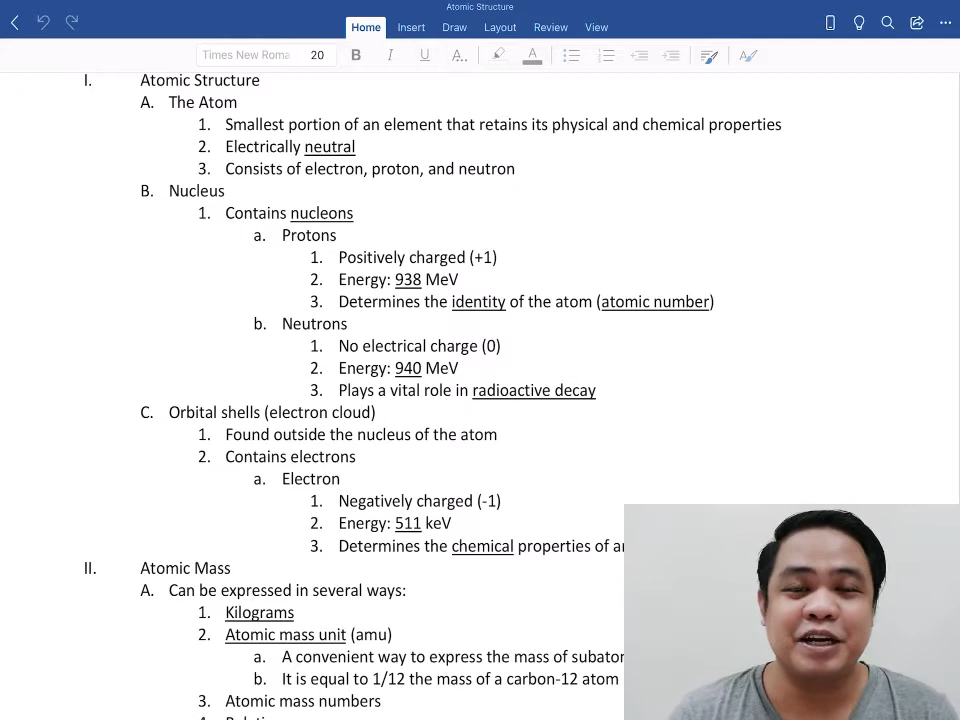 Atomic Structure
Home Insert Draw Layout Review View
Times New Roma 20 B I U A
I. Atomic Structure
A. The Atom
1. Smallest portion of an element that retains its physical and chemical properties
2. Electrically neutral
3. Consists of electron, proton, and neutron
B. Nucleus
1. Contains nucleons
a. Protons
1. Positively charged (+1)
2. Energy: 938 MeV
3. Determines the identity of the atom (atomic number)
b. Neutrons
1. No electrical charge (0)
2. Energy: 940 MeV
3. Plays a vital role in radioactive decay
C. Orbital shells (electron cloud)
1. Found outside the nucleus of the atom
2. Contains electrons
a. Electron
1. Negatively charged (-1)
2. Energy: 511 keV
3. Determines the chemical properties of
II. Atomic Mass
A. Can be expressed in several ways:
1. Kilograms
2. Atomic mass unit (amu)
a. A convenient way to express the mass of
b. It is equal to 1/12 the mass of a carbon-12 atom
3. Atomic mass numbers